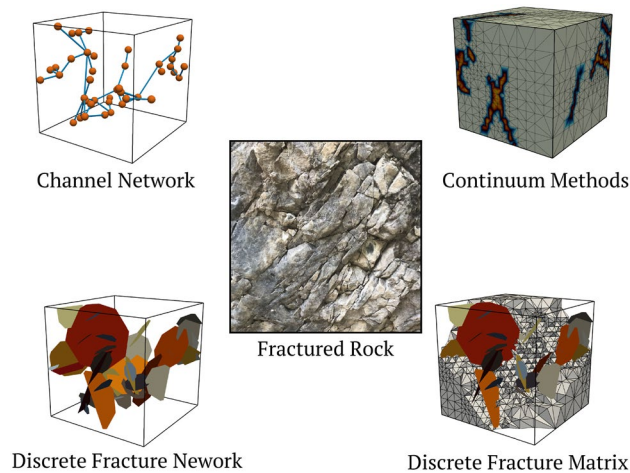 Channel Network
Continuum Methods
Fractured Rock
Discrete Fracture Nework
Discrete Fracture Matrix